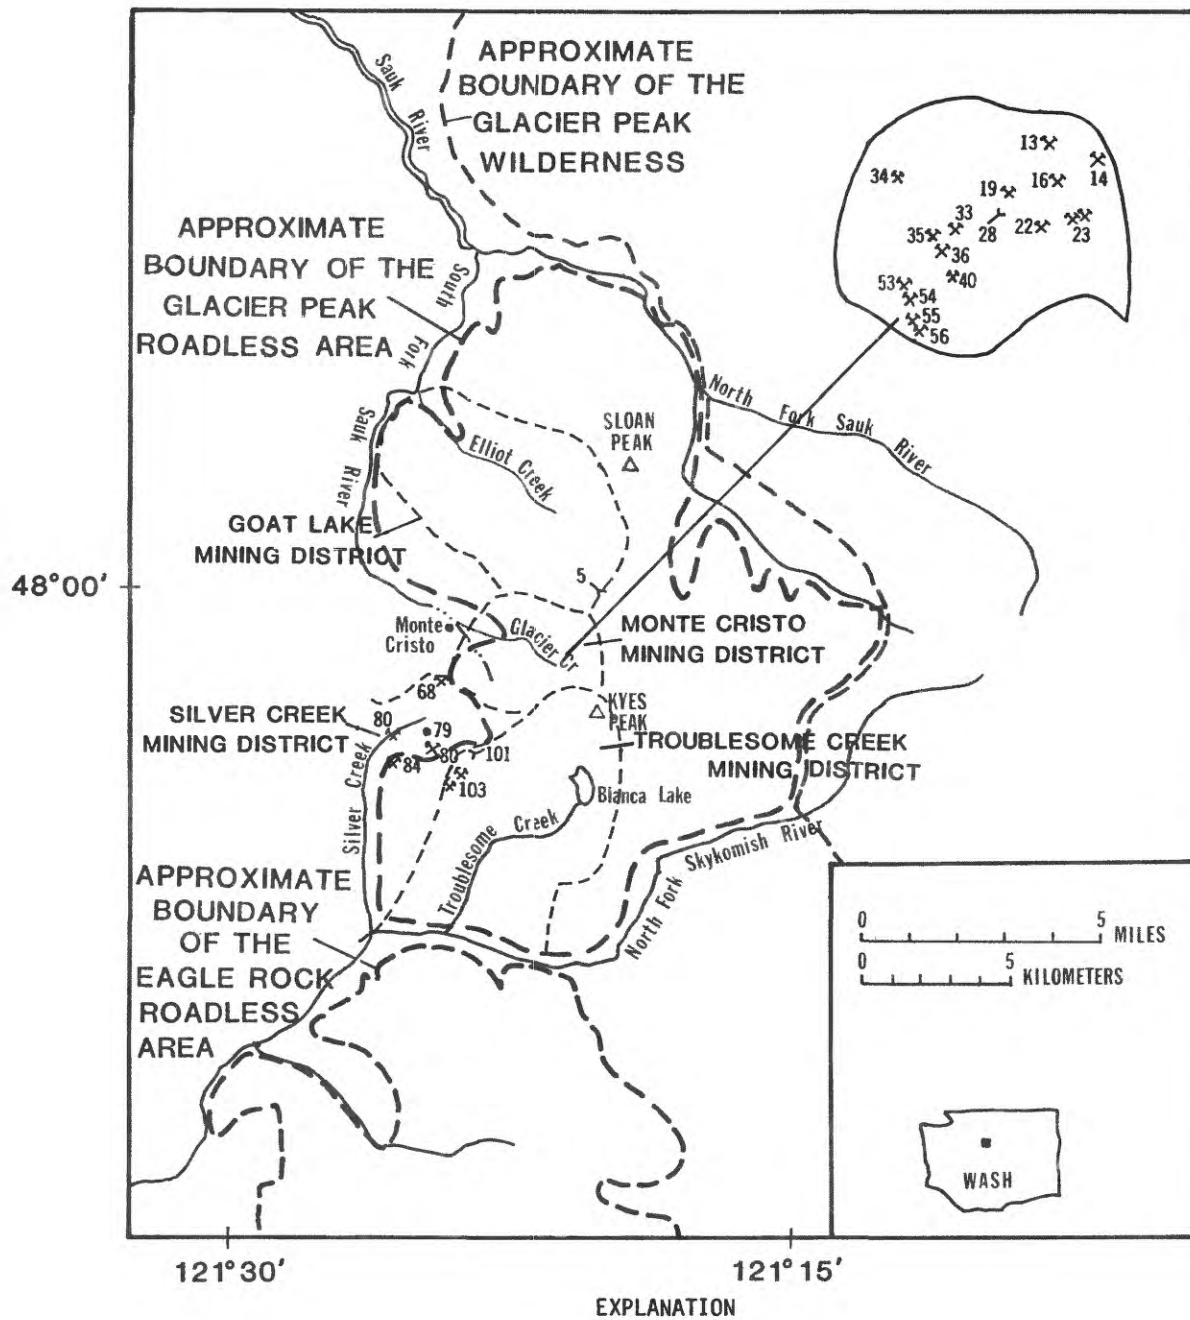 APPROXIMATE
BOUNDARY OF THE
GLACIER PEAK
WILDERNESS
Sauk River
APPROXIMATE
BOUNDARY OF THE
GLACIER PEAK
ROADLESS AREA
South Fork
Sauk River
13
14
34
19
16
33
28
22
23
35
36
40
53
54
55
56
North Fork Sauk River
SLOAN
PEAK
Elliot Creek
GOAT LAKE
MINING DISTRICT
48°00'
5
Monte
Cristo
Glacier Cr
MONTE CRISTO
MINING DISTRICT
68
KYES
PEAK
SILVER CREEK
MINING DISTRICT
80
79
80
101
84
103
TROUBLESOME CREEK
MINING DISTRICT
Silver Creek
Bianca Lake
Troublesome Creek
North Fork Skykomish River
APPROXIMATE
BOUNDARY
OF THE
EAGLE ROCK
ROADLESS
AREA
0 5 MILES
0 5 KILOMETERS
WASH
121°30'
121°15'
EXPLANATION